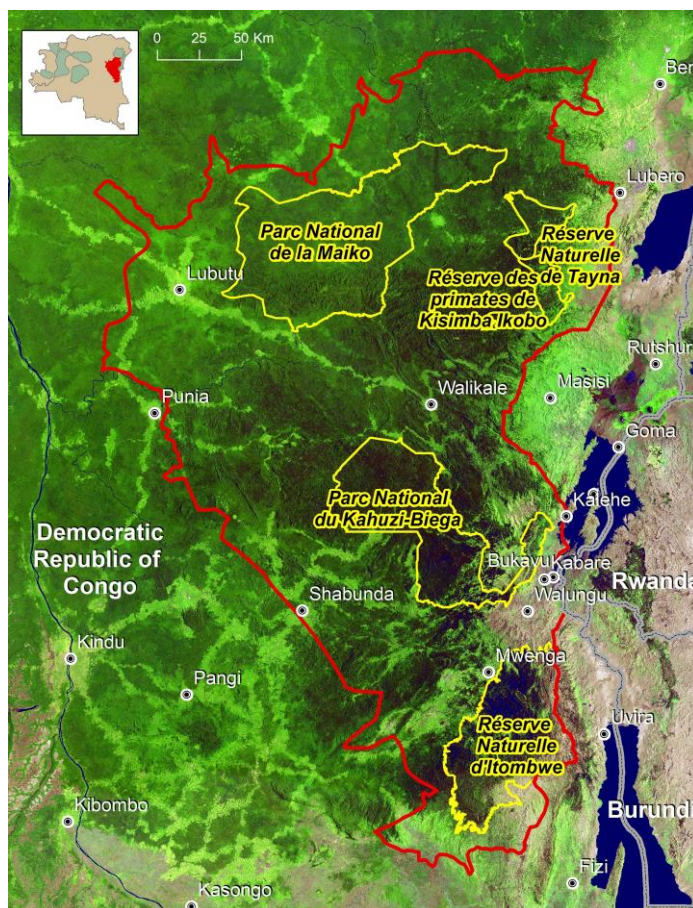 0 25 50 Km
Ber
Lubero
Parc National
de la Maiko
Réserve
Naturelle
de Tayna
Réserve des
primates de
Kisimba Ikobo
Lubutu
Rutshur
Walikale
Masisi
Punia
Goma
Parc National
du Kahuzi-Biega
Kalehe
Democratic
Republic of
Congo
Bukavu
Kabare
Rwanda
Shabunda
Walungu
Kindu
Mwenga
Pangi
Réserve
Naturelle
d'Itombwe
Uvira
Kibombo
Burundi
Fizi
Kasongo